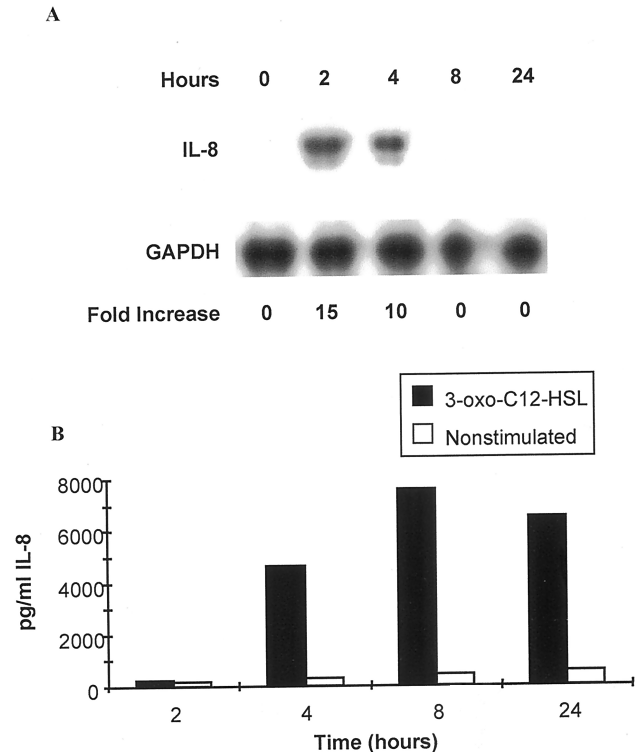 A
Hours 0 2 4 8 24
IL-8
GAPDH
Fold Increase 0 15 10 0 0
3-oxo-C12-HSL
Nonstimulated
B
8000
6000
4000
2000
0
pg/ml IL-8
2 4 8 24
Time (hours)